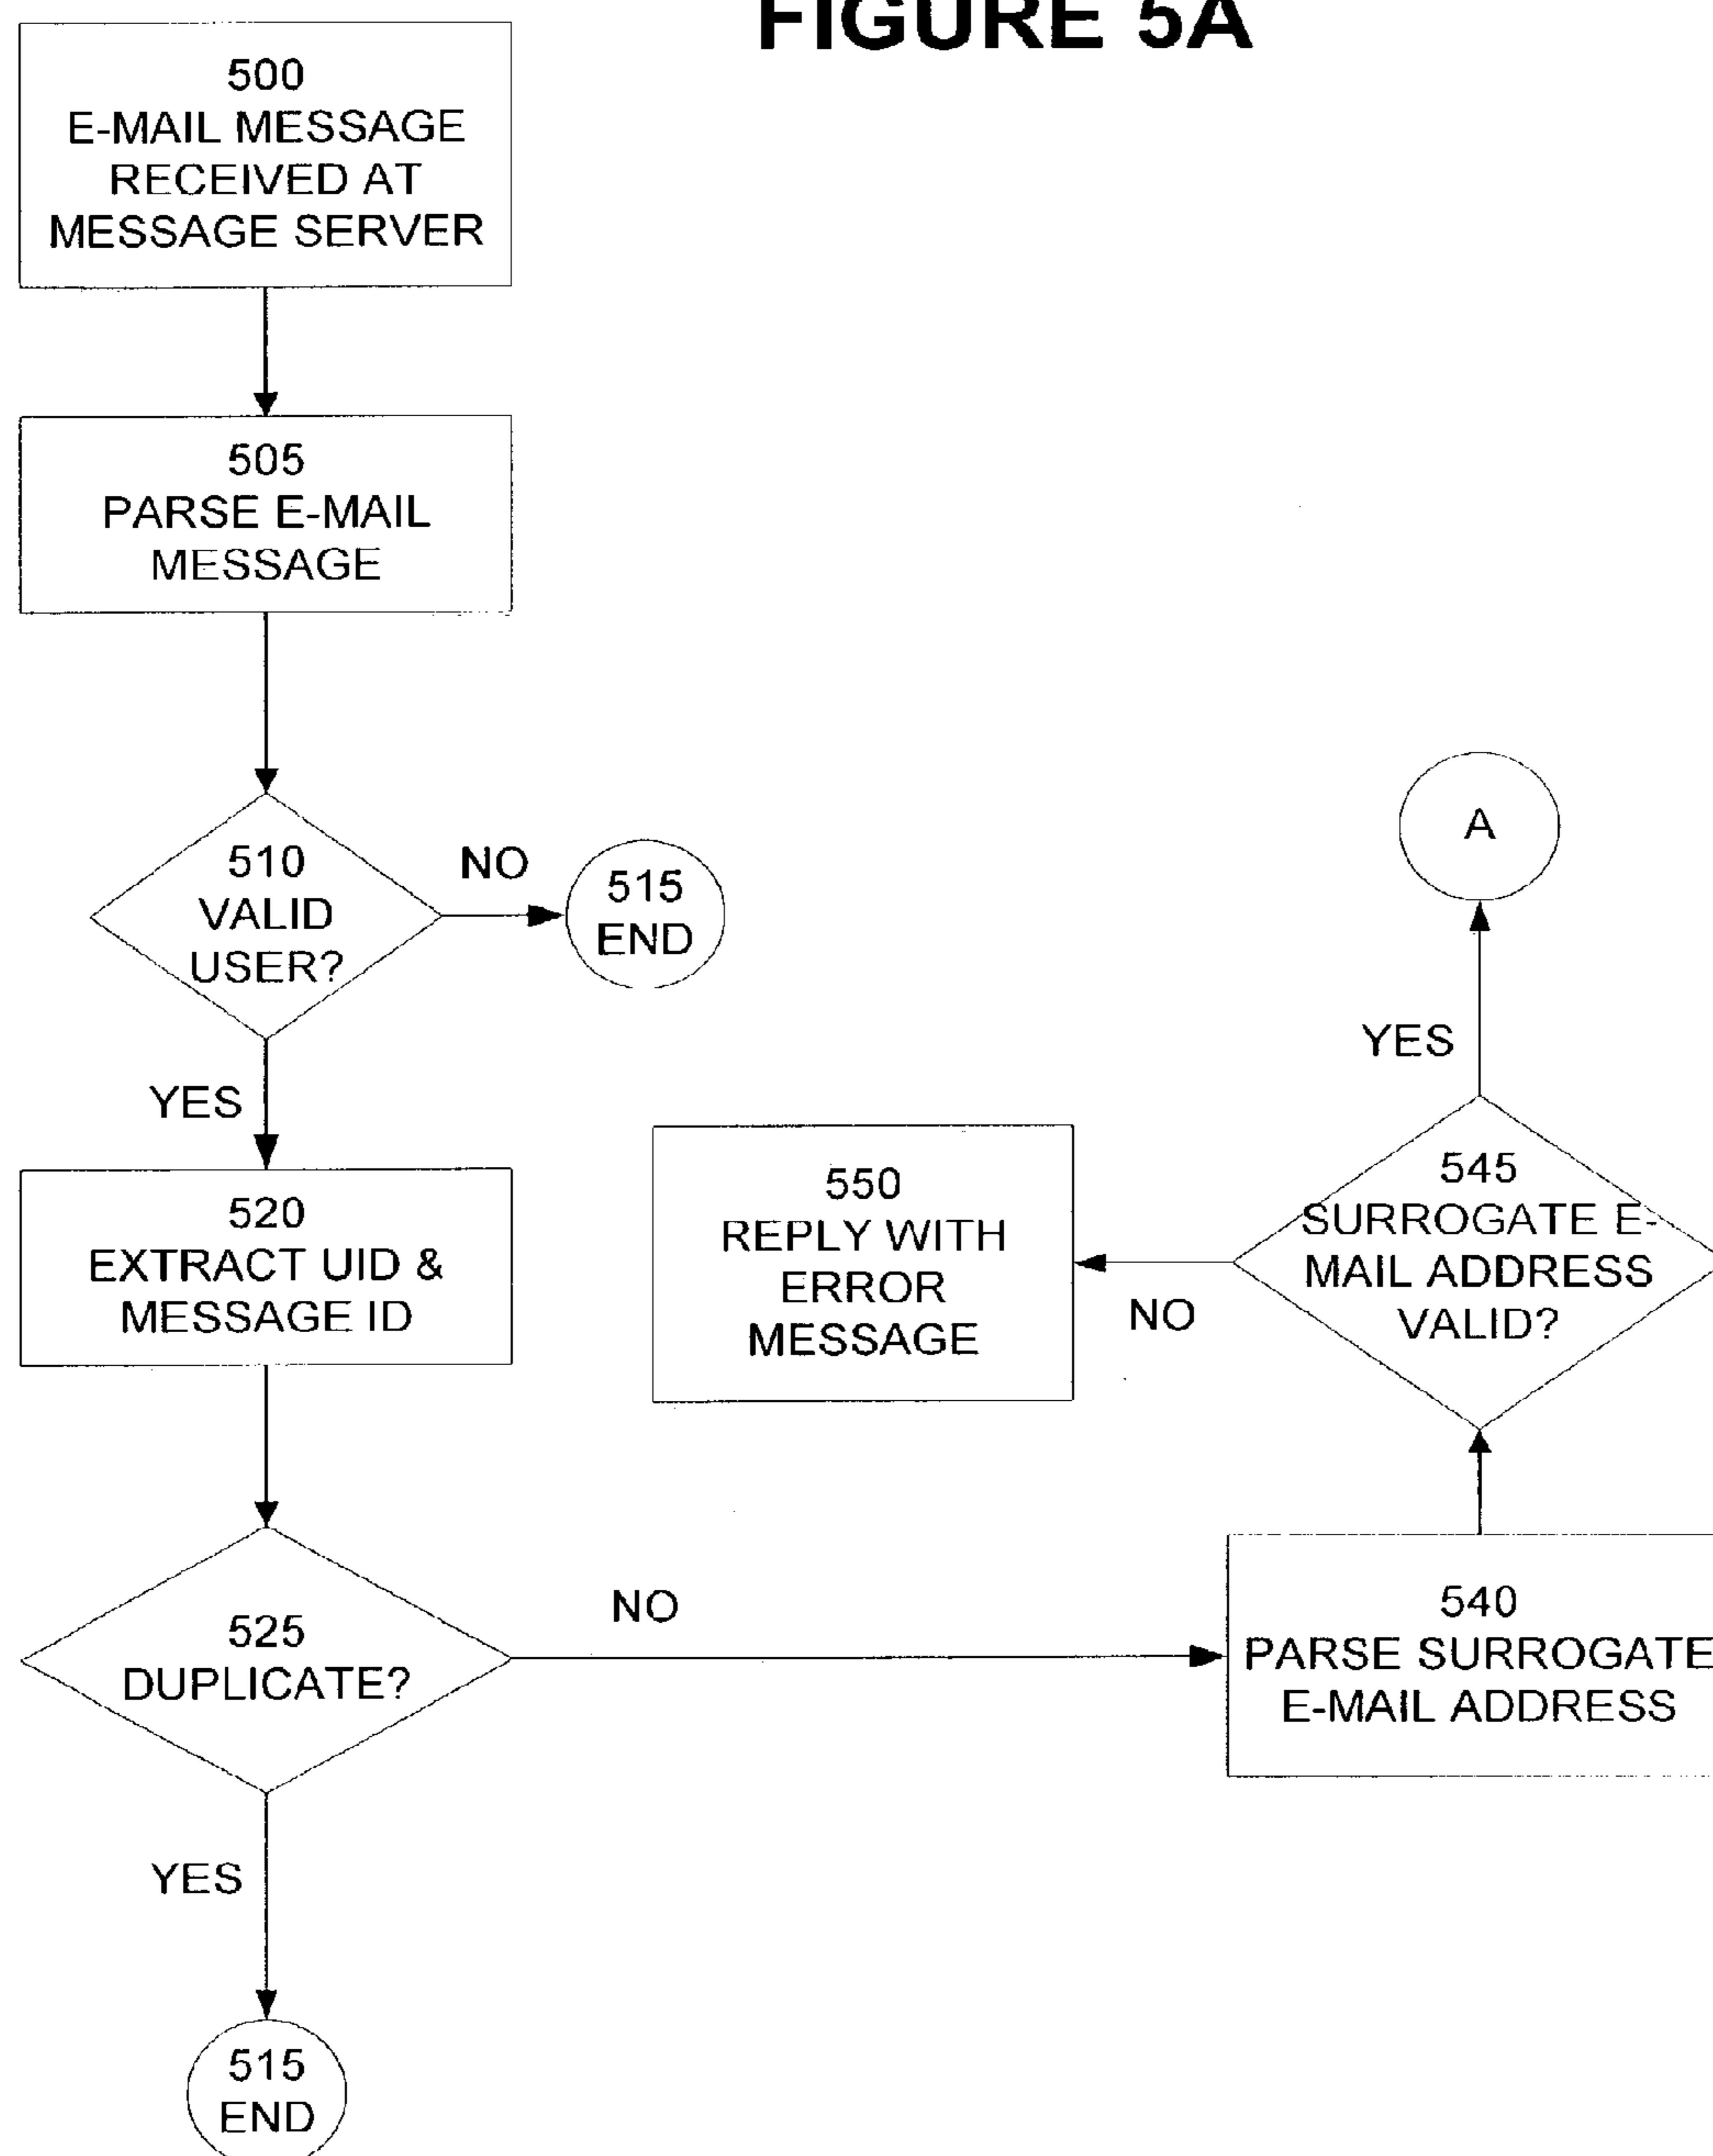 FIGURE 5A
500
E-MAIL MESSAGE
RECEIVED AT
MESSAGE SERVER
505
PARSE E-MAIL
MESSAGE
510
VALID
USER?
NO
515
END
YES
520
EXTRACT UID &
MESSAGE ID
525
DUPLICATE?
NO
YES
515
END
540
PARSE SURROGATE
E-MAIL ADDRESS
545
SURROGATE E-
MAIL ADDRESS
VALID?
NO
550
REPLY WITH
ERROR
MESSAGE
YES
A